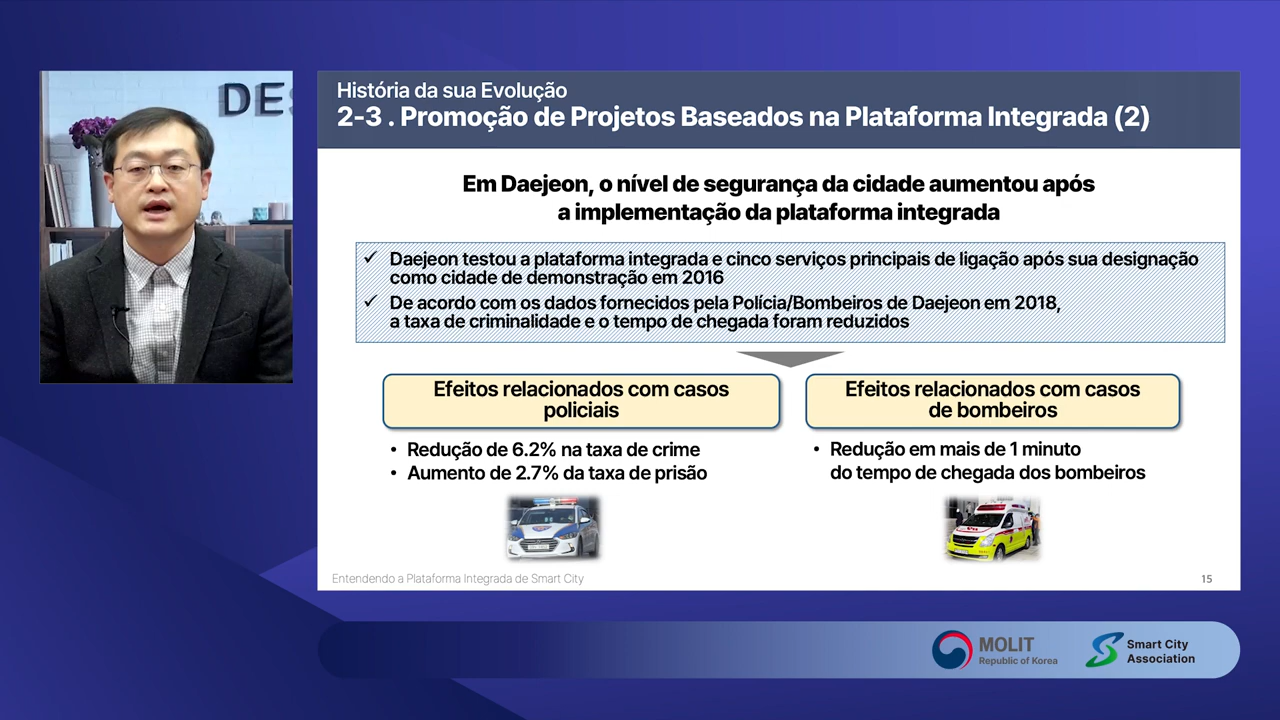 DES
História da sua Evolução
2-3 . Promoção de Projetos Baseados na Plataforma Integrada (2)
Em Daejeon, o nível de segurança da cidade aumentou após
a implementação da plataforma integrada
✓ Daejeon testou a plataforma integrada e cinco serviços principais de ligação após sua designação
como cidade de demonstração em 2016
✓ De acordo com os dados fornecidos pela Polícia/Bombeiros de Daejeon em 2018,
a taxa de criminalidade e o tempo de chegada foram reduzidos
Efeitos relacionados com casos
policiais
• Redução de 6.2% na taxa de crime
• Aumento de 2.7% da taxa de prisão
Efeitos relacionados com casos
de bombeiros
• Redução em mais de 1 minuto
do tempo de chegada dos bombeiros
Entendendo a Plataforma Integrada de Smart City
15
MOLIT
Republic of Korea
Smart City
Association